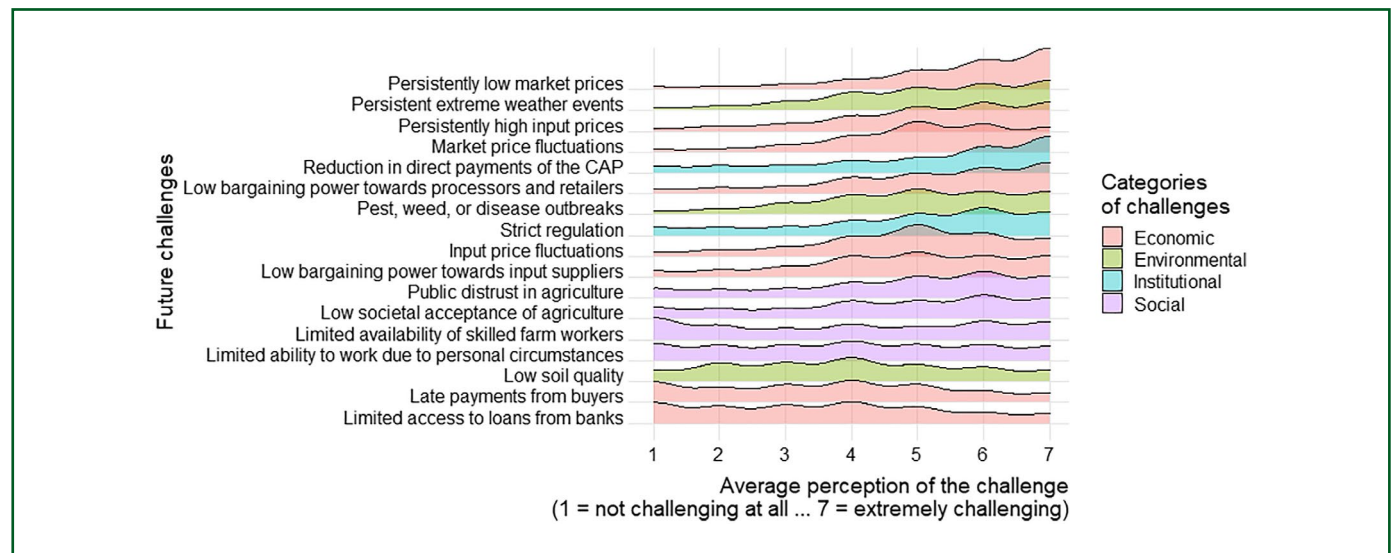 Persistently low market prices
Persistent extreme weather events
Persistently high input prices
Market price fluctuations
Reduction in direct payments of the CAP
Low bargaining power towards processors and retailers
Pest, weed, or disease outbreaks
Strict regulation
Input price fluctuations
Low bargaining power towards input suppliers
Public distrust in agriculture
Low societal acceptance of agriculture
Limited availability of skilled farm workers
Limited ability to work due to personal circumstances
Low soil quality
Late payments from buyers
Limited access to loans from banks
Future challenges
1 2 3 4 5 6 7
Average perception of the challenge
(1 = not challenging at all ... 7 = extremely challenging)
Categories
of challenges
Economic
Environmental
Institutional
Social